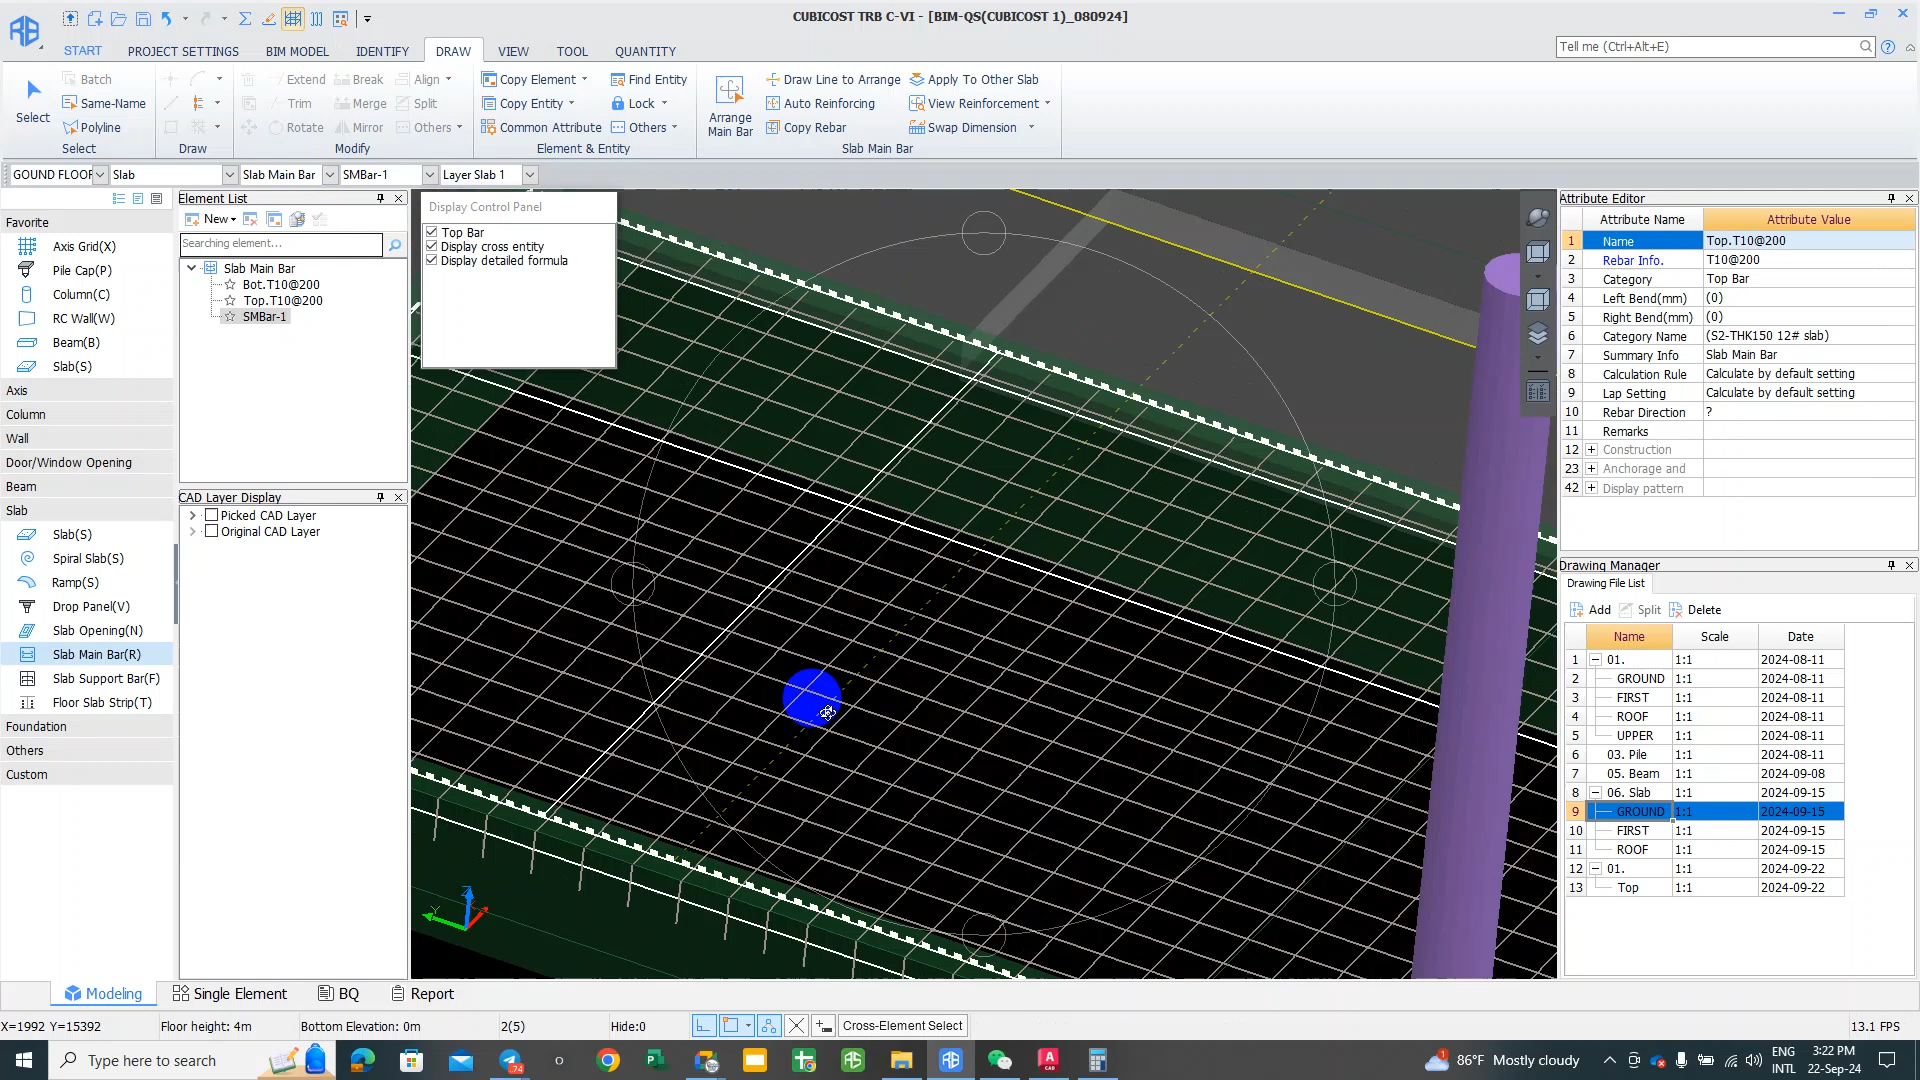 CUBICOST TRB C-VI - [BIM-QS(CUBICOST 1)_080924]
START
PROJECT SETTINGS
BIM MODEL
IDENTIFY
DRAW
VIEW
TOOL
QUANTITY
Tell me (Ctrl+Alt+E)
Select
Batch
Same-Name
Polyline
Select
Draw
Extend
Trim
Rotate
Break
Merge
Mirror
Align
Split
Others
Modify
Copy Element
Copy Entity
Common Attribute
Find Entity
Lock
Others
Element & Entity
Arrange
Main Bar
Draw Line to Arrange
Auto Reinforcing
Copy Rebar
Apply To Other Slab
View Reinforcement
Swap Dimension
Slab Main Bar
GOUND FLOOR
Slab
Slab Main Bar
SMBar-1
Layer Slab 1
Favorite
Axis Grid(X)
Pile Cap(P)
Column(C)
RC Wall(W)
Beam(B)
Slab(S)
Axis
Column
Wall
Door/Window Opening
Beam
Slab
Slab(S)
Spiral Slab(S)
Ramp(S)
Drop Panel(V)
Slab Opening(N)
Slab Main Bar(R)
Slab Support Bar(F)
Floor Slab Strip(T)
Foundation
Others
Custom
Element List
New
Searching element...
Slab Main Bar
Bot.T10@200
Top.T10@200
SMBar-1
CAD Layer Display
Picked CAD Layer
Original CAD Layer
Display Control Panel
Top Bar
Display cross entity
Display detailed formula
Z
Y
Attribute Editor
Attribute Name Attribute Value
1 Name Top.T10@200
2 Rebar Info. T10@200
3 Category Top Bar
4 Left Bend(mm) (0)
5 Right Bend(mm) (0)
6 Category Name (S2-THK150 12# slab)
7 Summary Info Slab Main Bar
8 Calculation Rule Calculate by default setting
9 Lap Setting Calculate by default setting
10 Rebar Direction ?
11 Remarks
12 Construction
23 Anchorage and
42 Display pattern
Drawing Manager
Drawing File List
Add Split Delete
Name Scale Date
1 01. 1:1 2024-08-11
2 GROUND 1:1 2024-08-11
3 FIRST 1:1 2024-08-11
4 ROOF 1:1 2024-08-11
5 UPPER 1:1 2024-08-11
6 03. Pile 1:1 2024-08-11
7 05. Beam 1:1 2024-09-08
8 06. Slab 1:1 2024-09-15
9 GROUND 1:1 2024-09-15
10 FIRST 1:1 2024-09-15
11 ROOF 1:1 2024-09-15
12 01. 1:1 2024-09-22
13 Top 1:1 2024-09-22
Modeling
Single Element
BQ
Report
X=1992 Y=15392
Floor height: 4m
Bottom Elevation: 0m
2(5)
Hide:0
Cross-Element Select
13.1 FPS
Type here to search
74
86°F Mostly cloudy
ENG
INTL
3:22 PM
22-Sep-24